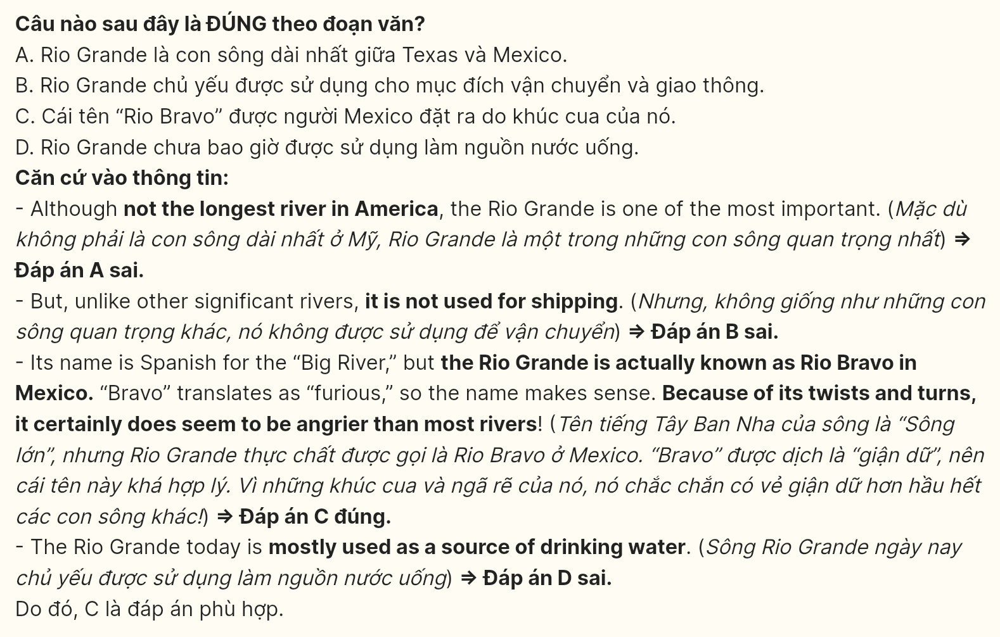 Câu nào sau đây là ĐÚNG theo đoạn văn?
A. Rio Grande là con sông dài nhất giữa Texas và Mexico.
B. Rio Grande chủ yếu được sử dụng cho mục đích vận chuyển và giao thông.
C. Cái tên “Rio Bravo” được người Mexico đặt ra do khúc cua của nó.
D. Rio Grande chưa bao giờ được sử dụng làm nguồn nước uống.
Căn cứ vào thông tin:
- Although not the longest river in America, the Rio Grande is one of the most important. (Mặc dù
không phải là con sông dài nhất ở Mỹ, Rio Grande là một trong những con sông quan trọng nhất) ⇒
Đáp án A sai.
- But, unlike other significant rivers, it is not used for shipping. (Nhưng, không giống như những con
sông quan trọng khác, nó không được sử dụng để vận chuyển) ⇒ Đáp án B sai.
- Its name is Spanish for the “Big River,” but the Rio Grande is actually known as Rio Bravo in
Mexico. “Bravo” translates as “furious,” so the name makes sense. Because of its twists and turns,
it certainly does seem to be angrier than most rivers! (Tên tiếng Tây Ban Nha của sông là “Sông
lớn”, nhưng Rio Grande thực chất được gọi là Rio Bravo ở Mexico. “Bravo” được dịch là “giận dữ”, nên
cái tên này khá hợp lý. Vì những khúc cua và ngã rẽ của nó, nó chắc chắn có vẻ giận dữ hơn hầu hết
các con sông khác!) ⇒ Đáp án C đúng.
- The Rio Grande today is mostly used as a source of drinking water. (Sông Rio Grande ngày nay
chủ yếu được sử dụng làm nguồn nước uống) ⇒ Đáp án D sai.
Do đó, C là đáp án phù hợp.